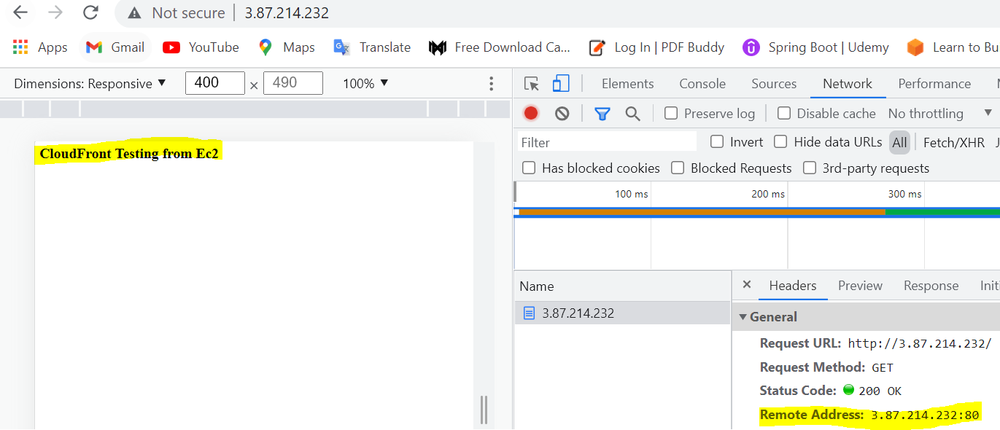 Not secure | 3.87.214.232
Apps Gmail YouTube Maps Translate Free Download Ca... Log In | PDF Buddy Spring Boot | Udemy Learn to Bu
Dimensions: Responsive ▼ 400 × 490 100% ▼
Elements Console Sources Network Performance
Preserve log Disable cache No throttling ▼
Filter Invert Hide data URLs All Fetch/XHR
Has blocked cookies Blocked Requests 3rd-party requests
CloudFront Testing from Ec2
100 ms 200 ms 300 ms
Name
3.87.214.232
× Headers Preview Response Initi
▼ General
Request URL: http://3.87.214.232/
Request Method: GET
Status Code: 200 OK
Remote Address: 3.87.214.232:80